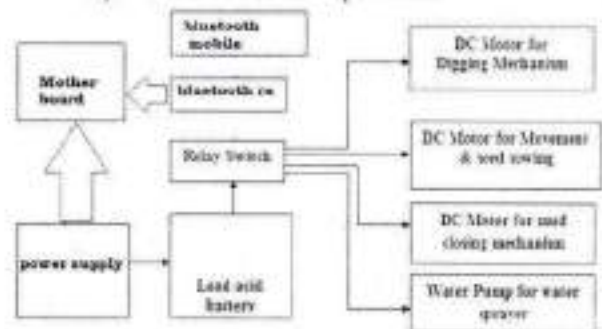 bluetooth
mobile
Mother
board
bluetooth
Relay Switch
power supply
Lead acid
battery
DC Motor for
Digging Mechanism
DC Motor for Movement
& seed sowing
DC Motor for
closing mechanism
Water Pump for water
sprayer